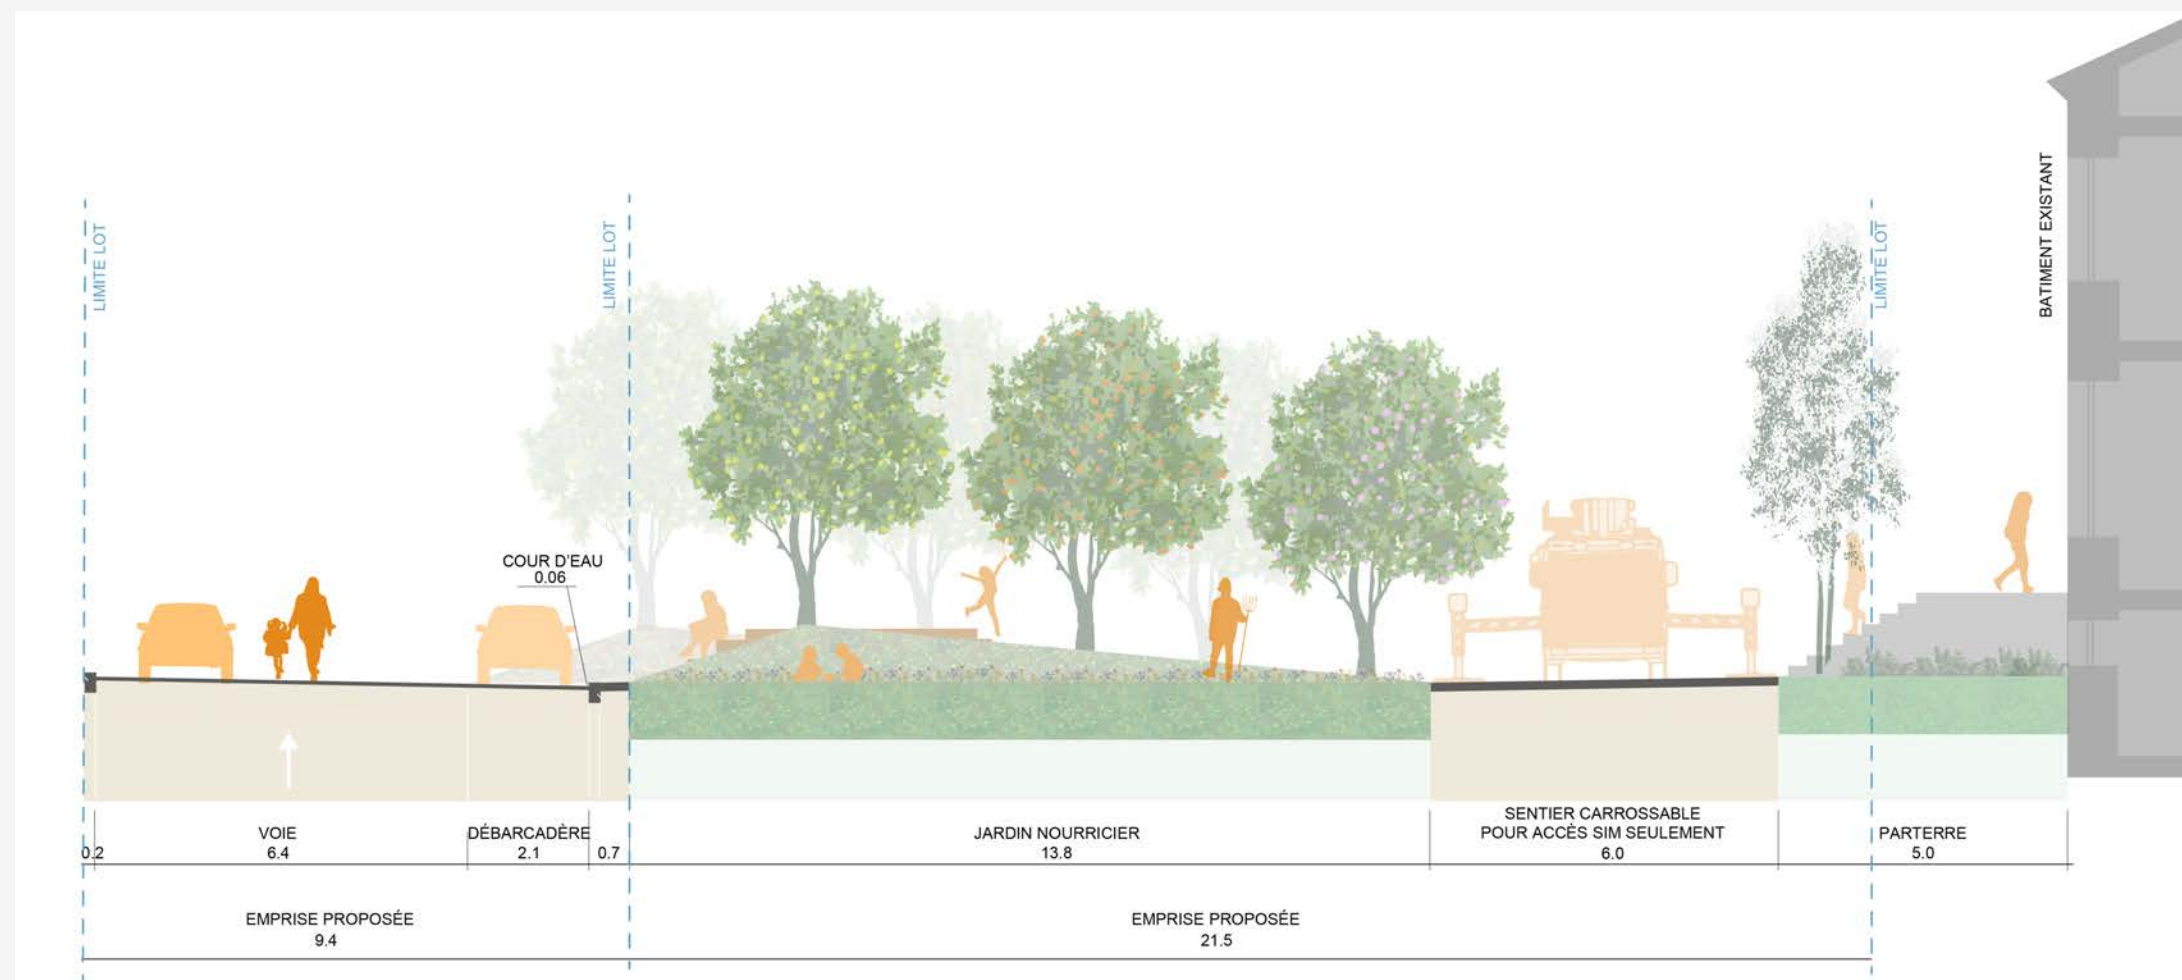 LIMITE LOT
LIMITE LOT
LIMITE LOT
BATIMENT EXISTANT
COUR D'EAU
0.06
0.2
VOIE
6.4
DÉBARCADÈRE
2.1
0.7
JARDIN NOURRICIER
13.8
SENTIER CARROSSABLE
POUR ACCÈS SIM SEULEMENT
6.0
PARTERRE
5.0
EMPRISE PROPOSÉE
9.4
EMPRISE PROPOSÉE
21.5